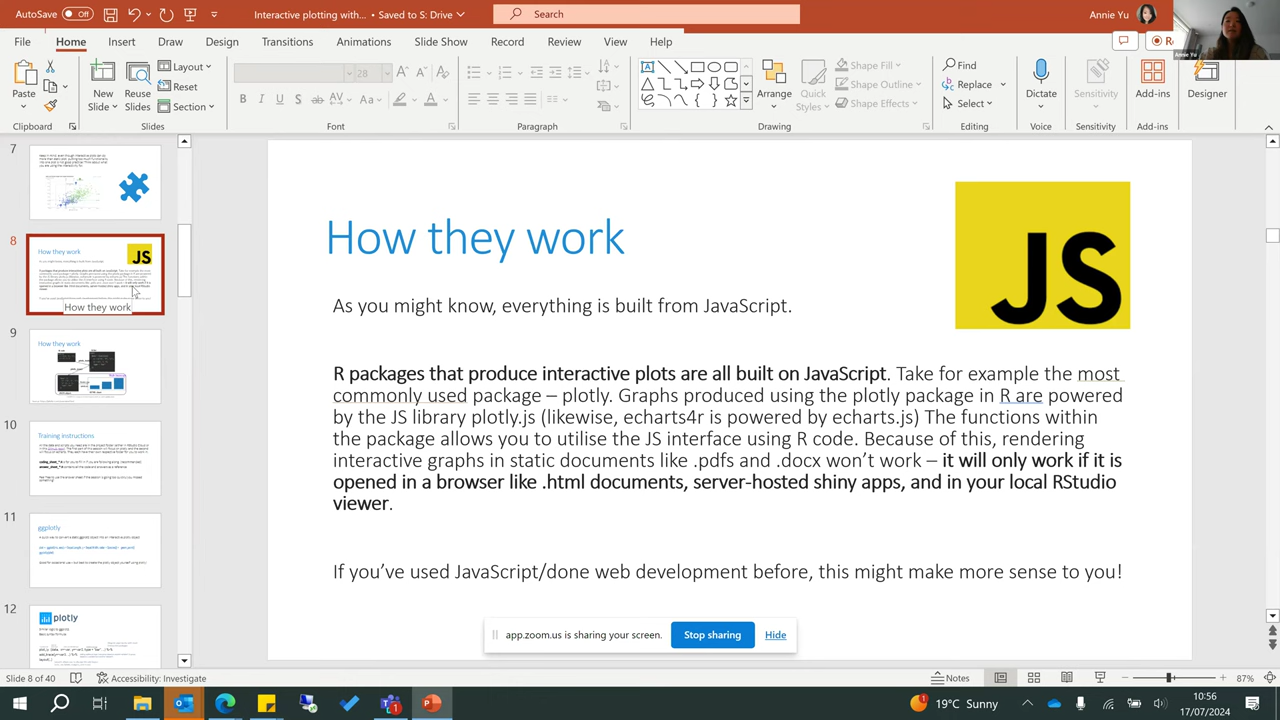 AutoSave Off
Interactive plotting with... • Saved to S: Drive
Search
Annie Yu
Annie Yu
File Home Insert Draw Design Transitions Animations Slide Show Record Review View Help
Paste
New Slide
Reuse Slides
Layout
Reset
Section
28
Arrange
Quick Styles
Shape Fill
Shape Outline
Shape Effects
Find
Replace
Select
Dictate
Sensitivity
Add-ins
Designer
Clipboard Slides Font Paragraph Drawing Editing Voice Sensitivity Add-ins
7
8
How they work
JS
How they work
9
How they work
10
Training instructions
11
ggplotly
12
plotly
How they work
JS
As you might know, everything is built from JavaScript.
R packages that produce interactive plots are all built on JavaScript. Take for example the most
commonly used package – plotly. Graphs produced using the plotly package in R are powered
by the JS library plotly.js (likewise, echarts4r is powered by echarts.js) The functions within
the package allows you to utilise the JS interface using R code. Because of this, rendering
interactive graphs in static documents like .pdfs and .docx won't work – it will only work if it is
opened in a browser like .html documents, server-hosted shiny apps, and in your local RStudio
viewer.
If you've used JavaScript/done web development before, this might make more sense to you!
app.zoom.us is sharing your screen. Stop sharing Hide
Slide 8 of 40 Accessibility: Investigate Notes 87%
19°C Sunny
10:56
17/07/2024